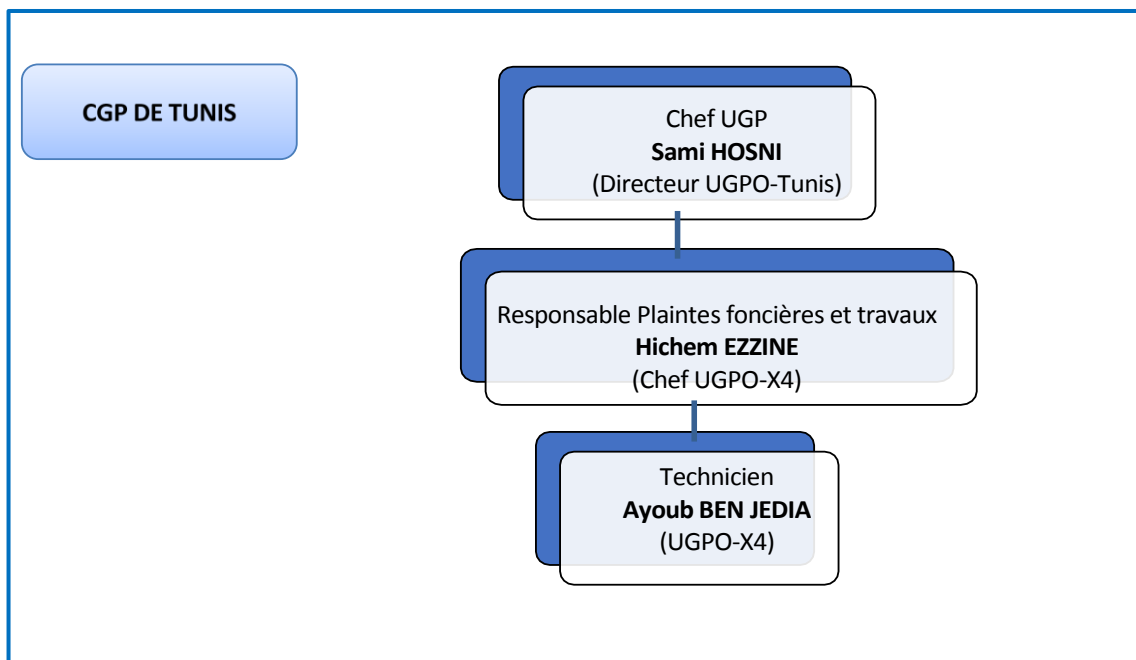 CGP DE TUNIS
Chef UGP
Sami HOSNI
(Directeur UGPO-Tunis)
Responsable Plaintes foncières et travaux
Hichem EZZINE
(Chef UGPO-X4)
Technicien
Ayoub BEN JEDIA
(UGPO-X4)